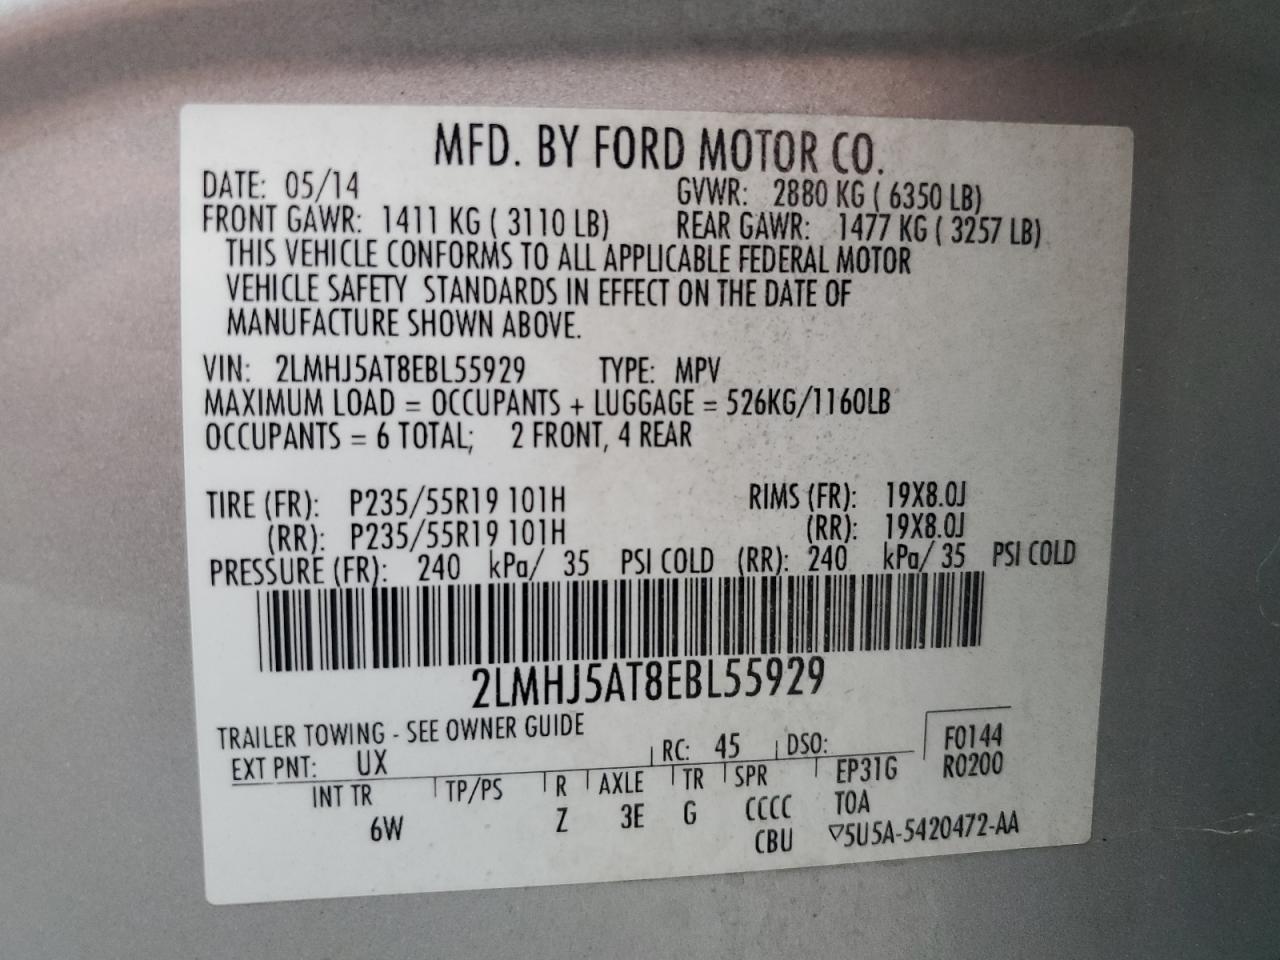 MFD. BY FORD MOTOR CO.
DATE: 05/14 GVWR: 2880 KG ( 6350 LB)
FRONT GAWR: 1411 KG ( 3110 LB) REAR GAWR: 1477 KG ( 3257 LB)
THIS VEHICLE CONFORMS TO ALL APPLICABLE FEDERAL MOTOR
VEHICLE SAFETY STANDARDS IN EFFECT ON THE DATE OF
MANUFACTURE SHOWN ABOVE.
VIN: 2LMHJ5AT8EBL55929 TYPE: MPV
MAXIMUM LOAD = OCCUPANTS + LUGGAGE = 526KG/1160LB
OCCUPANTS = 6 TOTAL; 2 FRONT, 4 REAR
TIRE (FR): P235/55R19 101H RIMS (FR): 19X8.0J
(RR): P235/55R19 101H (RR): 19X8.0J
PRESSURE (FR): 240 kPa/ 35 PSI COLD (RR): 240 kPa/ 35 PSI COLD
2LMHJ5AT8EBL55929
TRAILER TOWING - SEE OWNER GUIDE
EXT PNT: UX RC: 45 DSO: F0144
R0200
INT TR TP/PS R AXLE TR SPR EP31G
6W Z 3E G CCCC TOA
CBU ▽5U5A-5420472-AA